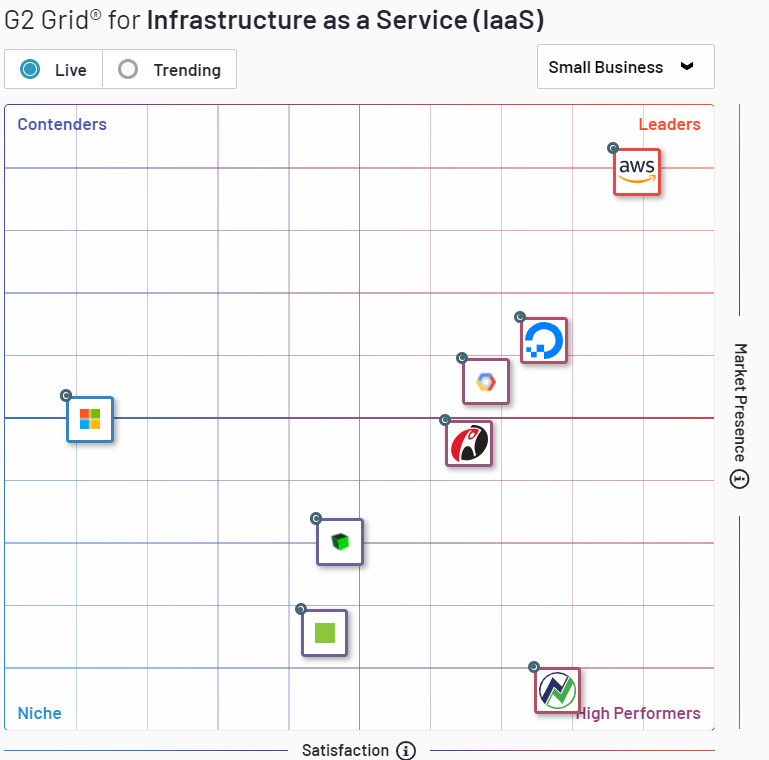 G2 Grid® for Infrastructure as a Service (IaaS)
Live
Trending
Small Business
Contenders
Leaders
aws
Market Presence
Niche
High Performers
Satisfaction